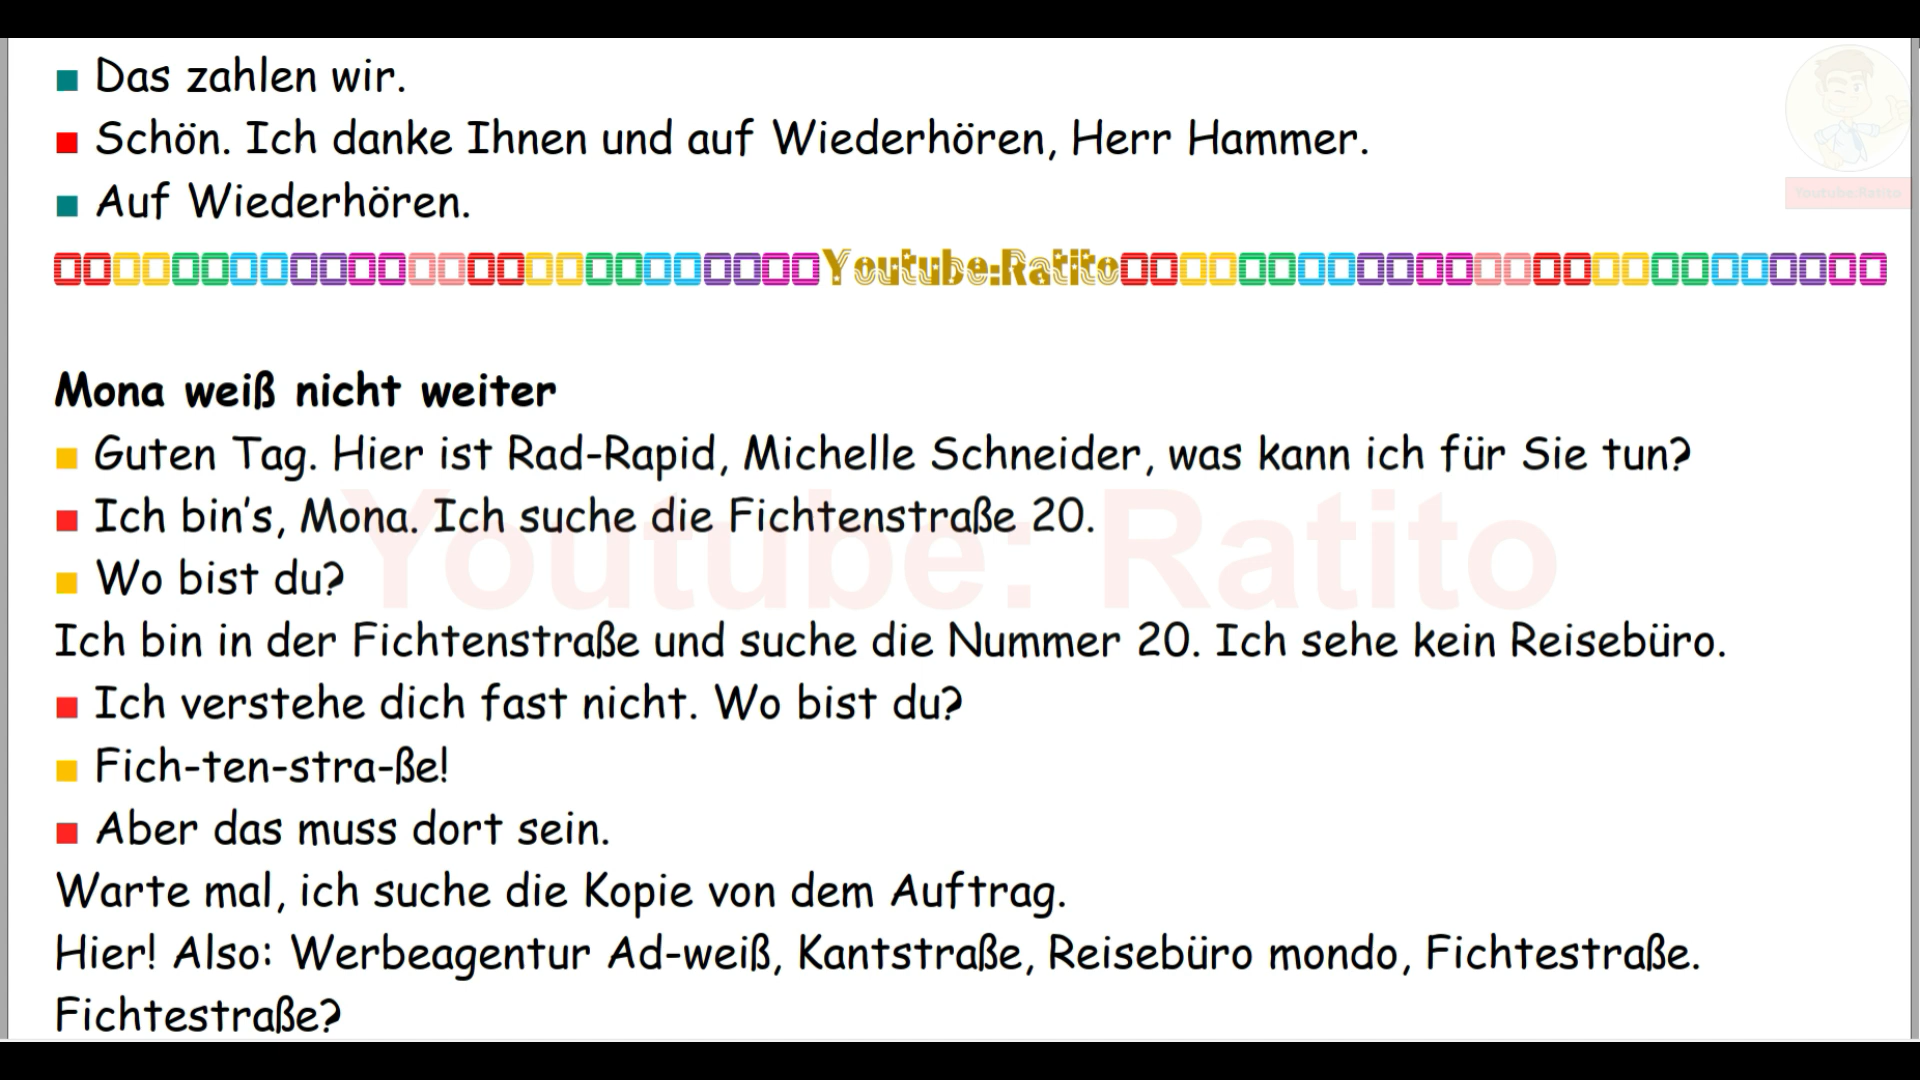 Das zahlen wir.
Schön. Ich danke Ihnen und auf Wiederhören, Herr Hammer.
Auf Wiederhören.
Youtube:Ratito
Youtube:Ratito
Mona weiß nicht weiter
Guten Tag. Hier ist Rad-Rapid, Michelle Schneider, was kann ich für Sie tun?
Ich bin's, Mona. Ich suche die Fichtenstraße 20.
Youtube: Ratito
Wo bist du?
Ich bin in der Fichtenstraße und suche die Nummer 20. Ich sehe kein Reisebüro.
Ich verstehe dich fast nicht. Wo bist du?
Fich-ten-stra-ße!
Aber das muss dort sein.
Warte mal, ich suche die Kopie von dem Auftrag.
Hier! Also: Werbeagentur Ad-weiß, Kantstraße, Reisebüro mondo, Fichtestraße.
Fichtestraße?